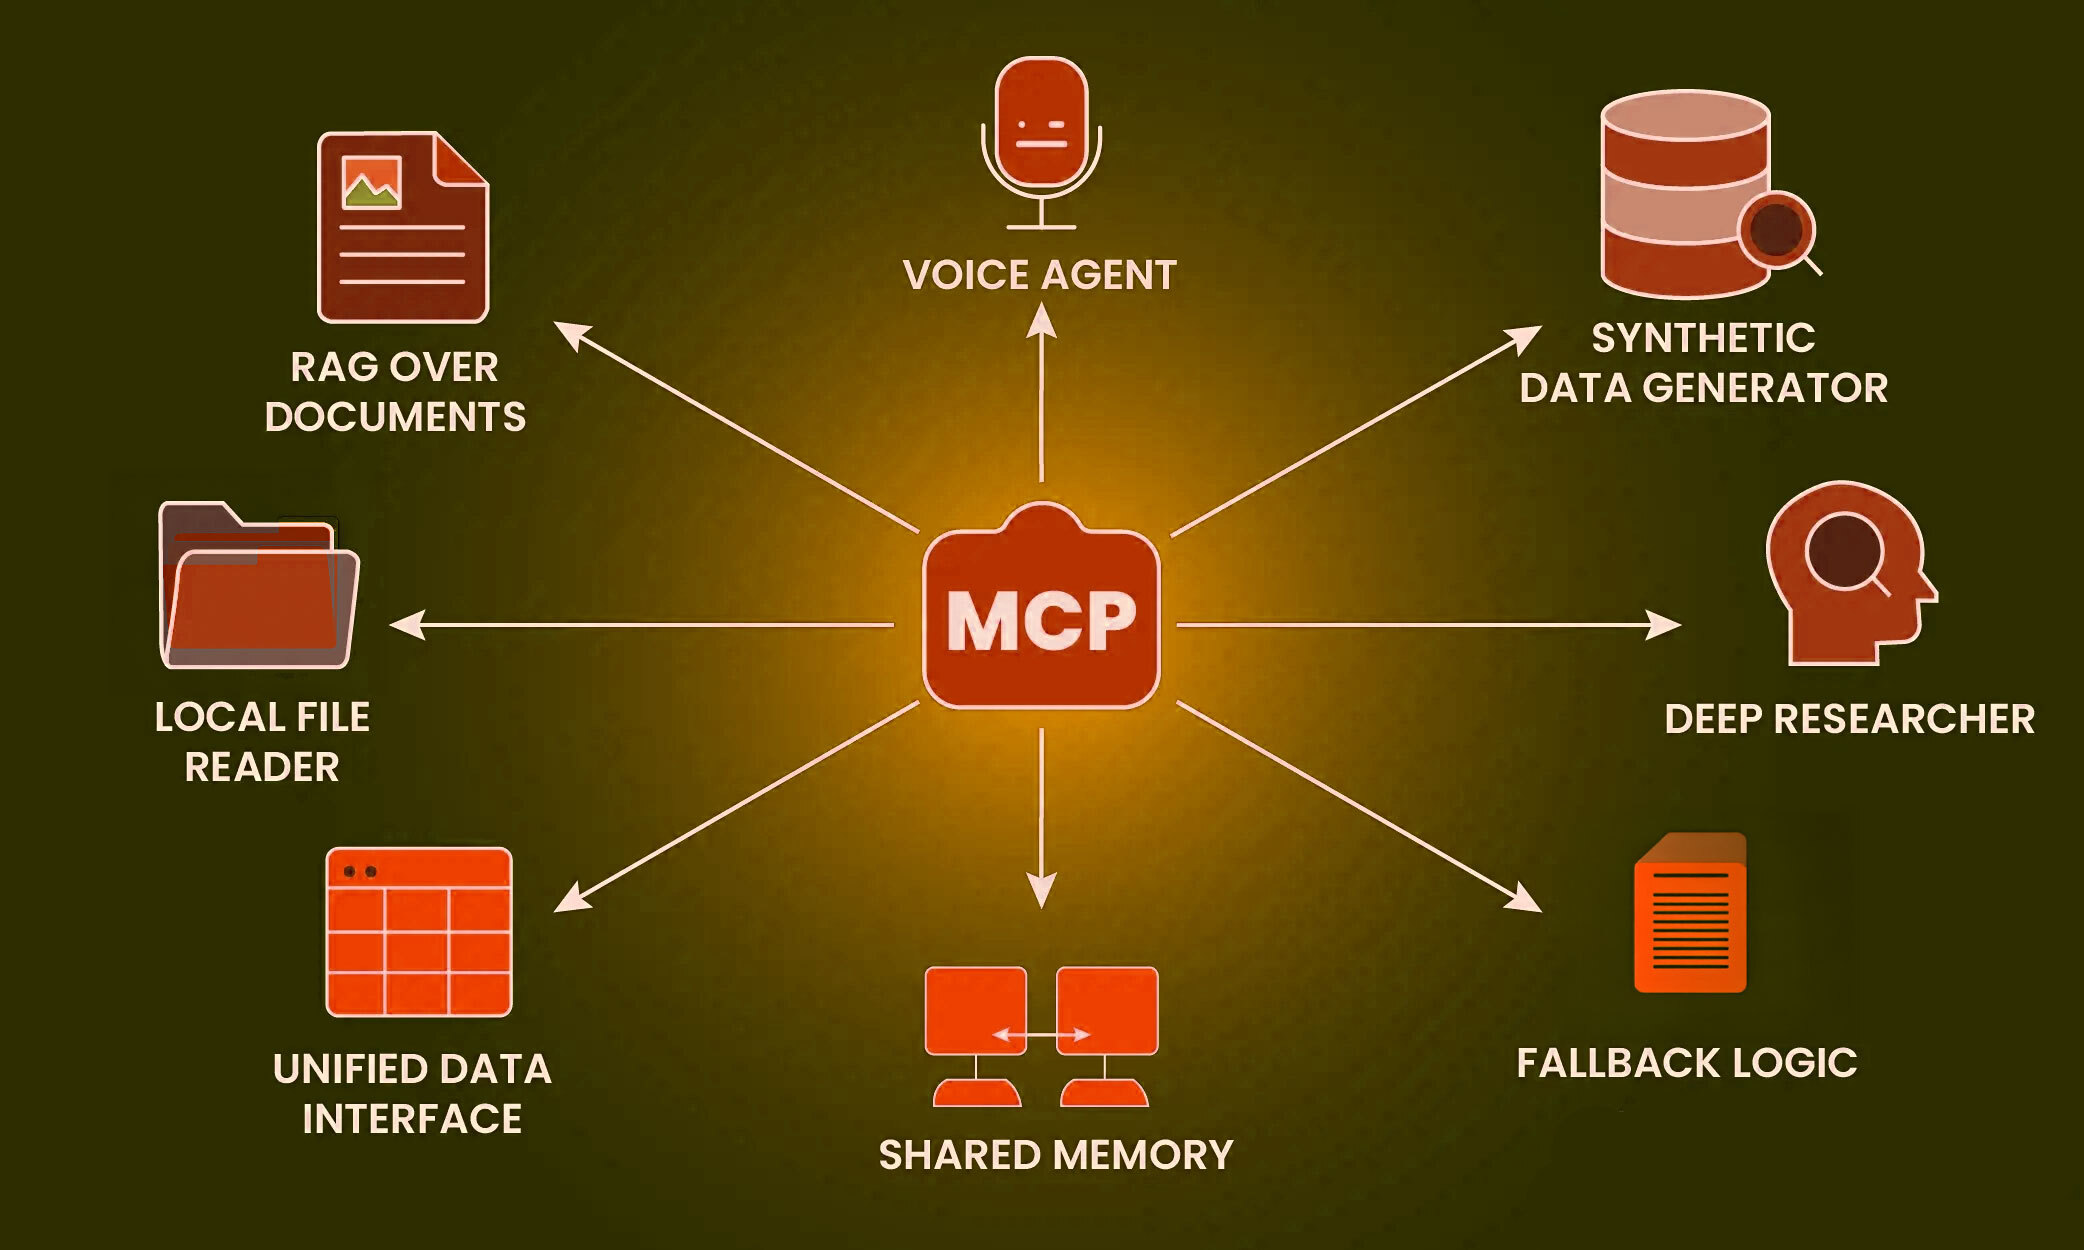 VOICE AGENT
RAG OVER
DOCUMENTS
SYNTHETIC
DATA GENERATOR
MCP
LOCAL FILE
READER
DEEP RESEARCHER
UNIFIED DATA
INTERFACE
SHARED MEMORY
FALLBACK LOGIC